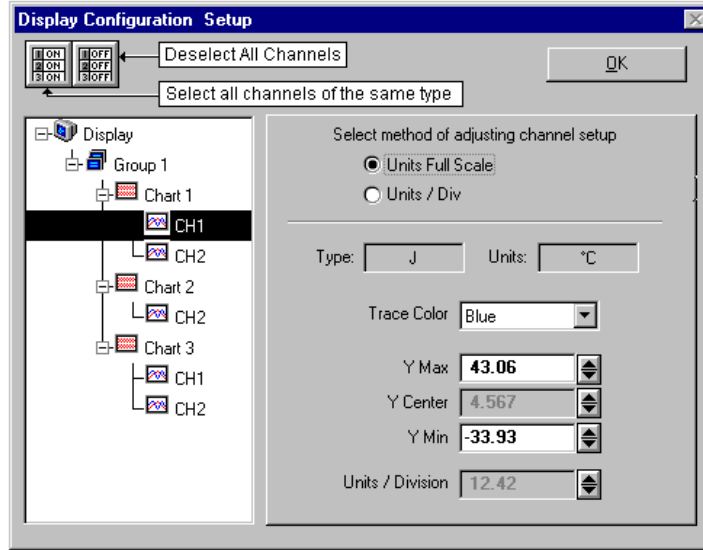 Display Configuration Setup
1 ON
2 ON
3 ON
1 OFF
2 OFF
3 OFF
Deselect All Channels
Select all channels of the same type
OK
Display
Group 1
Chart 1
CH1
CH2
Chart 2
CH2
Chart 3
CH1
CH2
Select method of adjusting channel setup
Units Full Scale
Units / Div
Type: J Units: °C
Trace Color Blue
Y Max 43.06
Y Center 4.567
Y Min -33.93
Units / Division 12.42